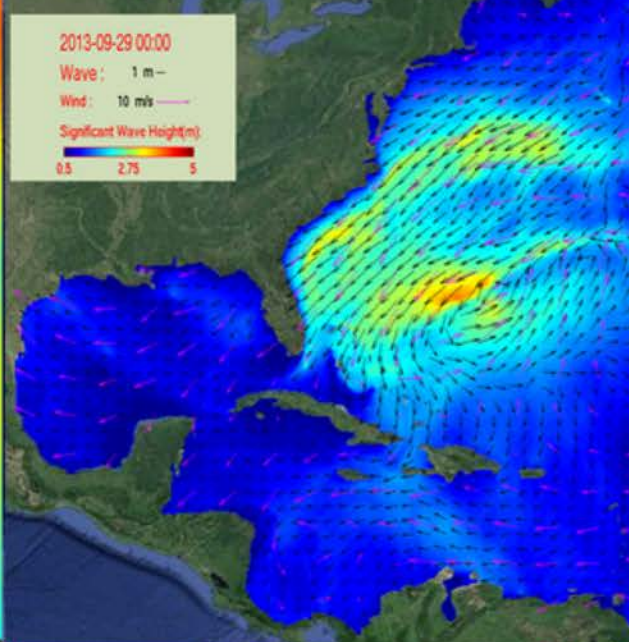 2013-09-29 00:00
Wave : 1 m
Wind : 10 m/s
Significant Wave Height(m):
0.5 2.75 5